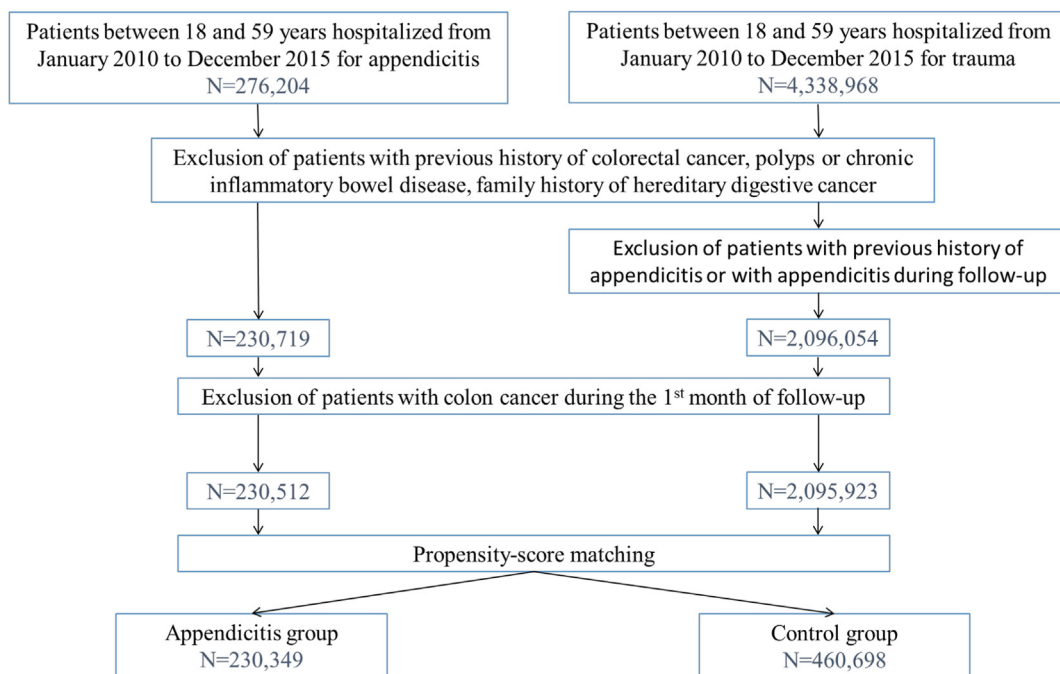 Patients between 18 and 59 years hospitalized from
January 2010 to December 2015 for appendicitis
N=276,204
Patients between 18 and 59 years hospitalized from
January 2010 to December 2015 for trauma
N=4,338,968
Exclusion of patients with previous history of colorectal cancer, polyps or chronic
inflammatory bowel disease, family history of hereditary digestive cancer
Exclusion of patients with previous history of
appendicitis or with appendicitis during follow-up
N=230,719
N=2,096,054
Exclusion of patients with colon cancer during the 1st month of follow-up
N=230,512
N=2,095,923
Propensity-score matching
Appendicitis group
N=230,349
Control group
N=460,698